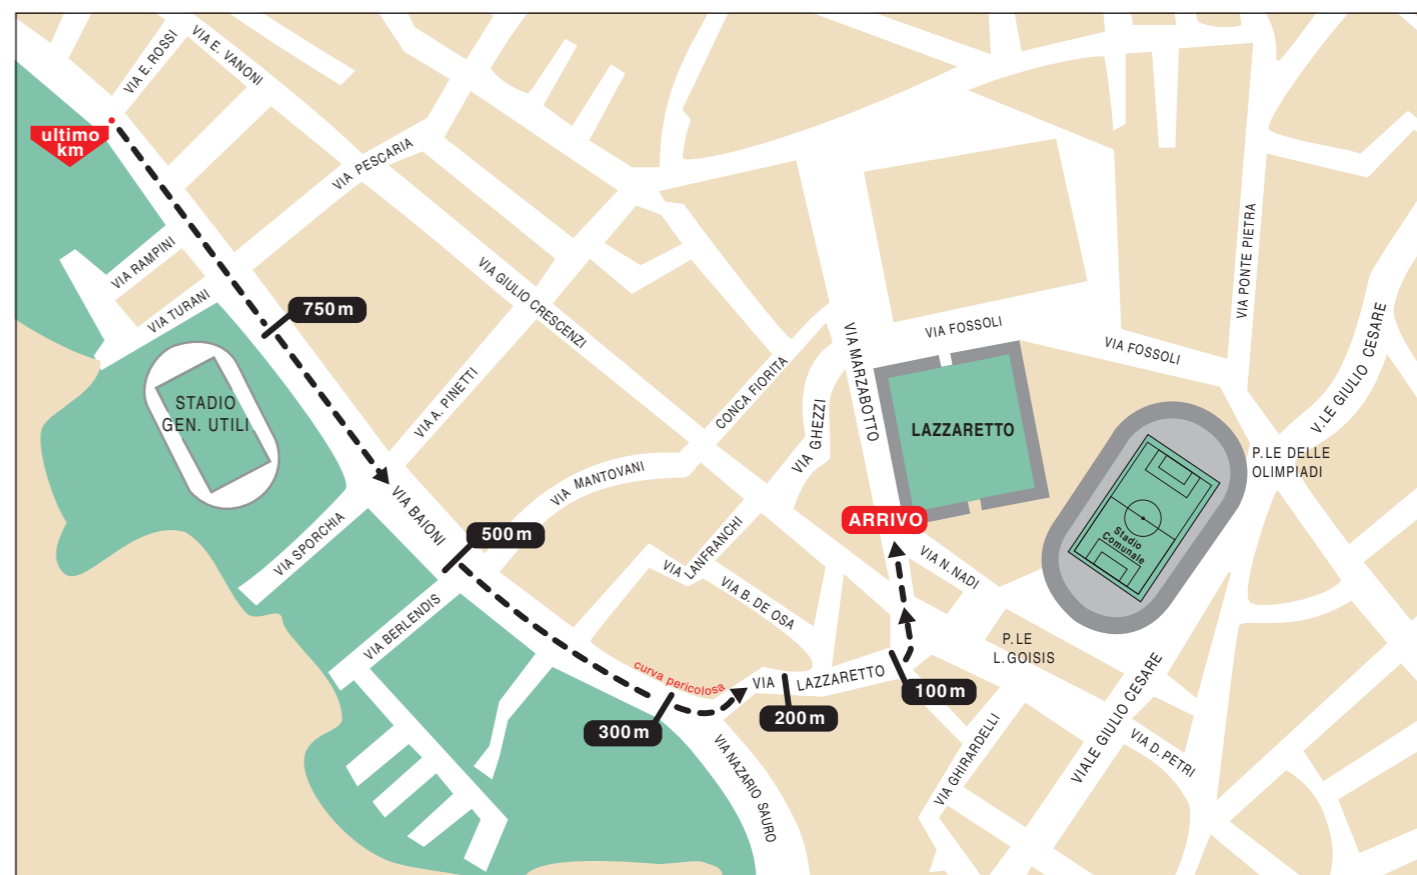 VIA E. ROSSI
VIA E. VANONI
ultimo
km
VIA PESCARIA
VIA RAMPINI
VIA TURANI
750 m
VIA GIULIO CRESCENZI
VIA PONTE PIETRA
V.LE GIULIO CESARE
VIA FOSSOLI
VIA FOSSOLI
VIA MARZABOTTO
STADIO
GEN. UTILI
VIA A. PINETTI
CONCA FIORITA
VIA GHEZZI
LAZZARETTO
P.LE DELLE
OLIMPIADI
VIA MANTOVANI
VIA BAIONI
VIA SPORCHIA
500 m
ARRIVO
Stadio
Comunale
VIA LANFRANCHI
VIA N. NADI
VIA B. DE OSA
VIA BERLENDIS
P.LE
L. GOISIS
curva pericolosa
VIA LAZZARETTO
100 m
200 m
300 m
VIA NAZARIO SAURO
VIA GHIRARDELLI
VIALE GIULIO CESARE
VIA D. PETRI